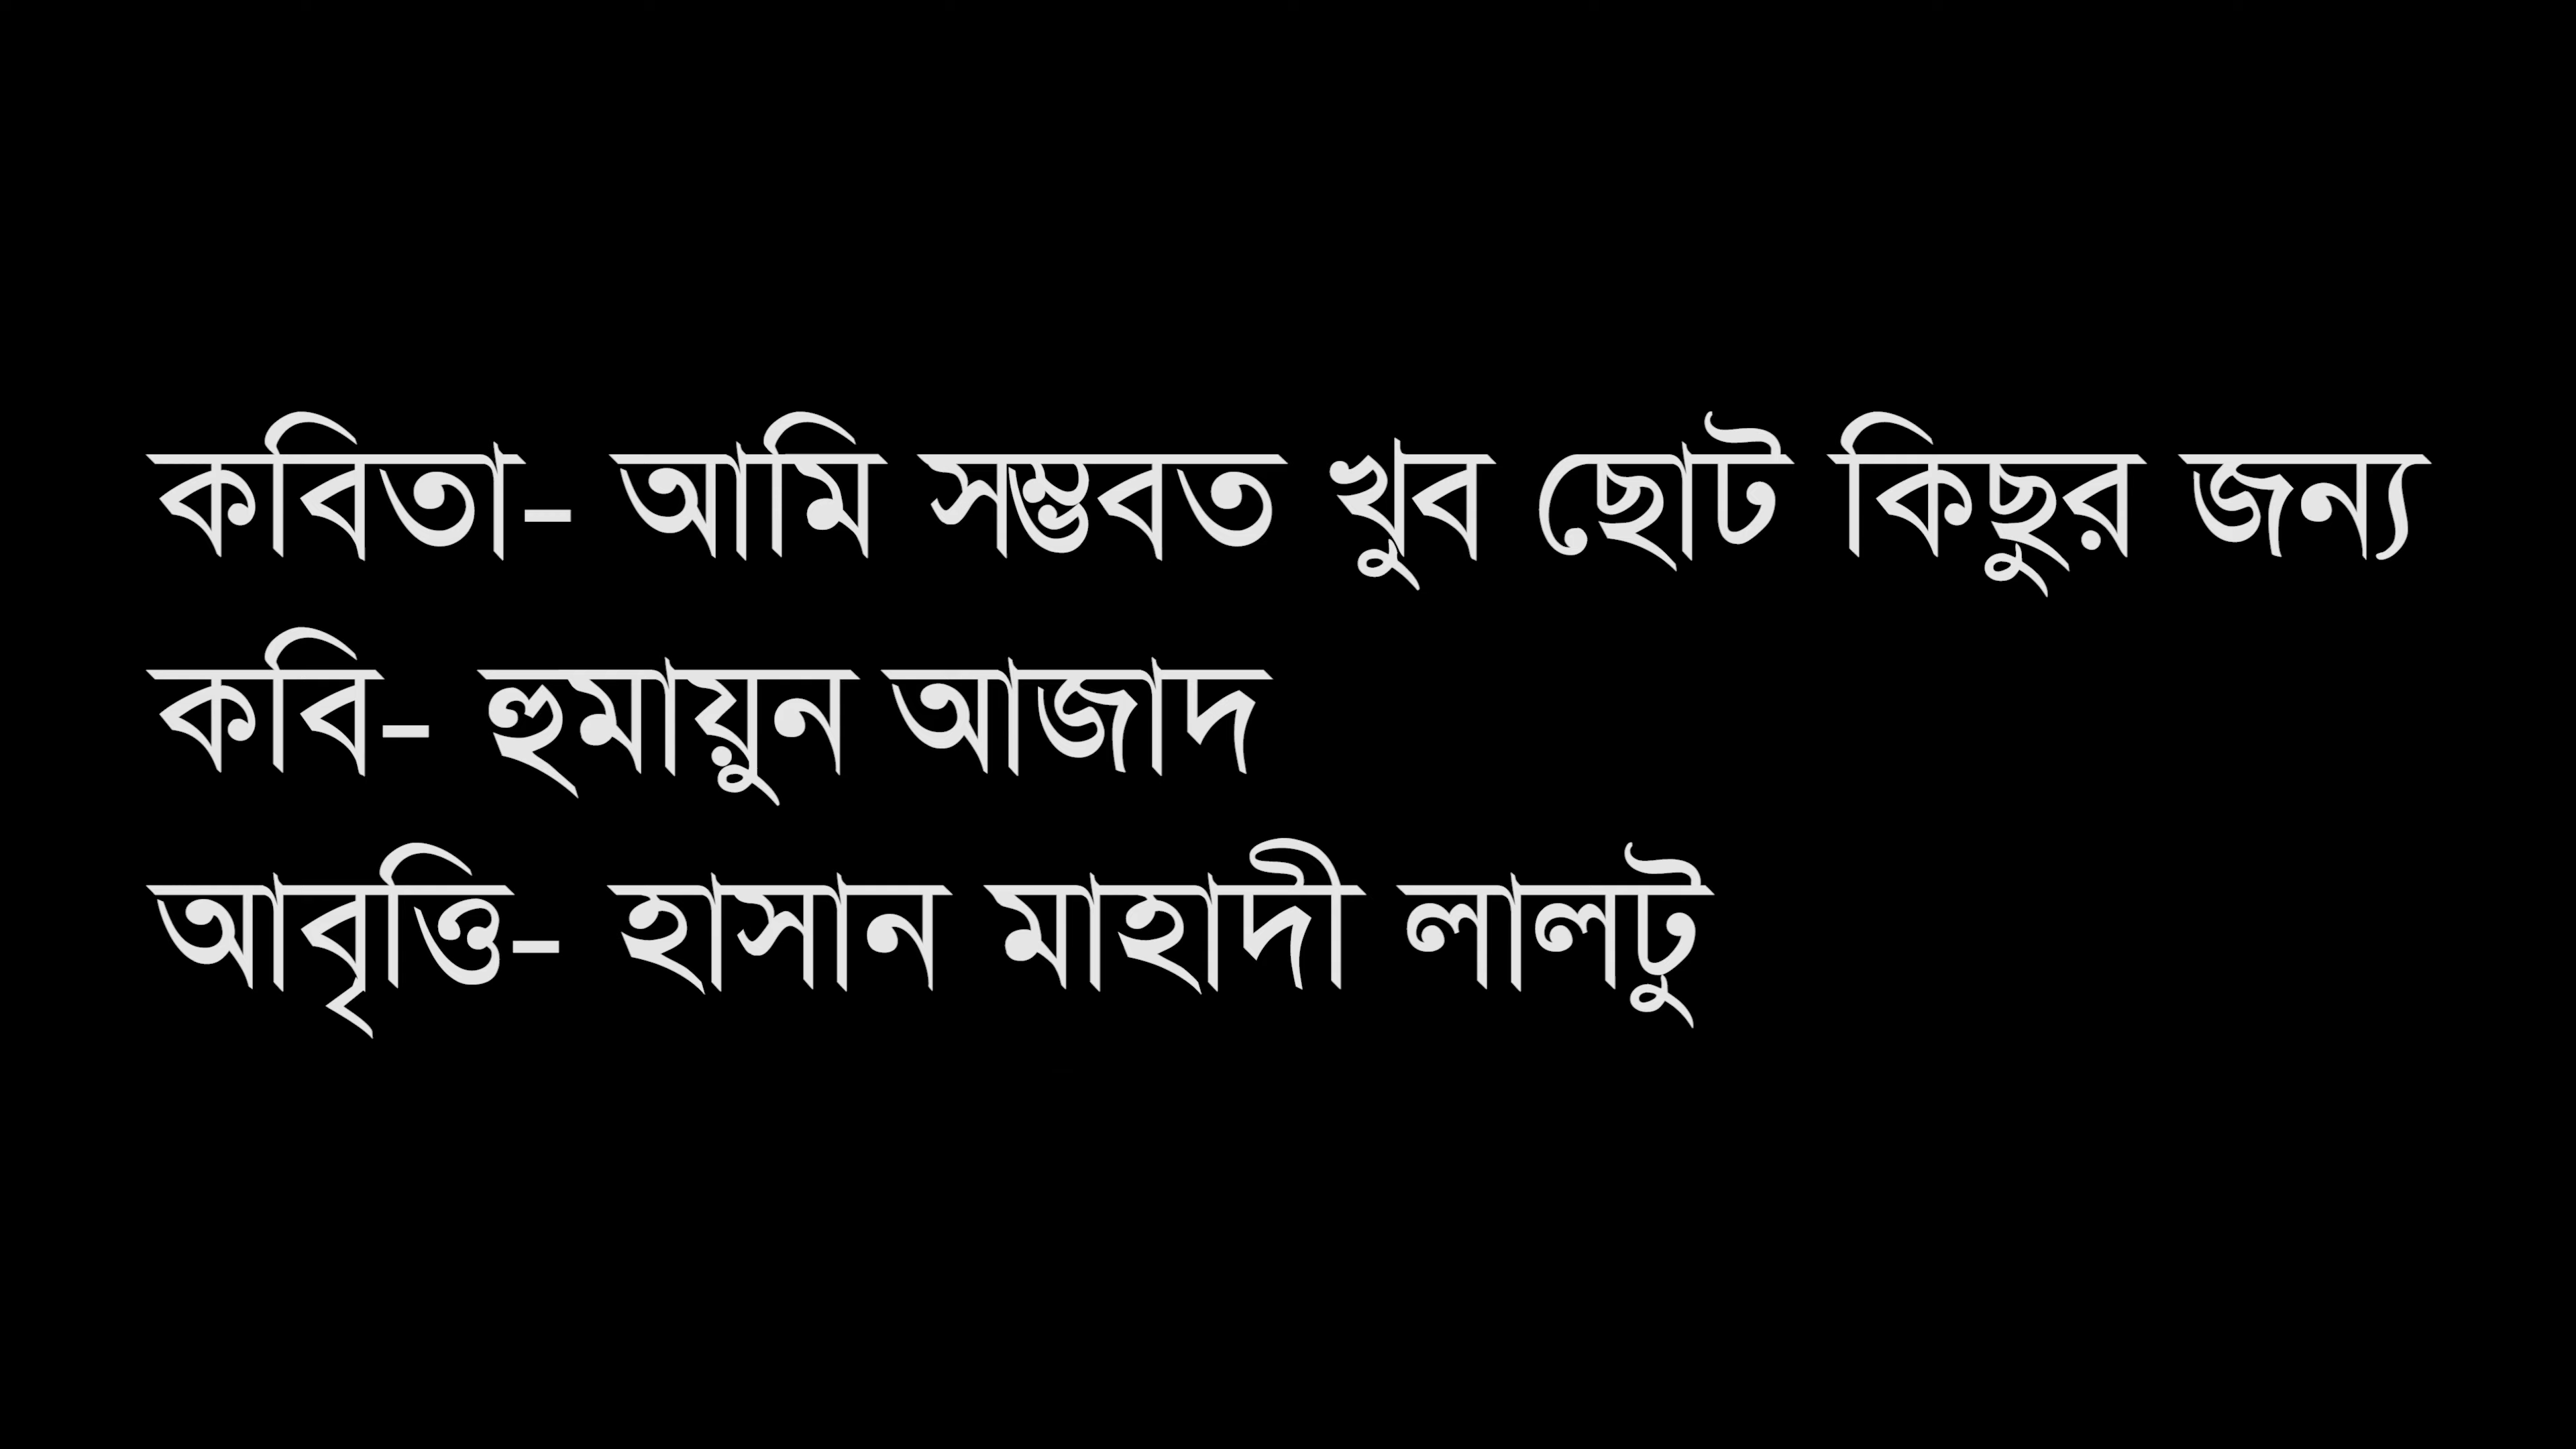 কবিতা- আমি সম্ভবত খুব ছোট কিছুর জন্য
কবি- হুমায়ুন আজাদ
আবৃত্তি- হাসান মাহাদী লালটু